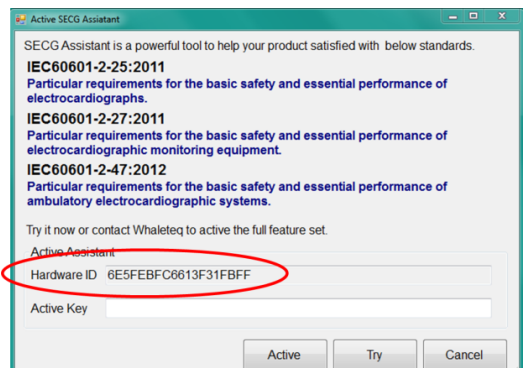 Active SECG Assiatant
SECG Assistant is a powerful tool to help your product satisfied with below standards.
IEC60601-2-25:2011
Particular requirements for the basic safety and essential performance of
electrocardiographs.
IEC60601-2-27:2011
Particular requirements for the basic safety and essential performance of
electrocardiographic monitoring equipment.
IEC60601-2-47:2012
Particular requirements for the basic safety and essential performance of
ambulatory electrocardiographic systems.
Try it now or contact Whaleteq to active the full feature set.
Active Assistant
Hardware ID 6E5FEBFC6613F31FBFF
Active Key
Active Try Cancel